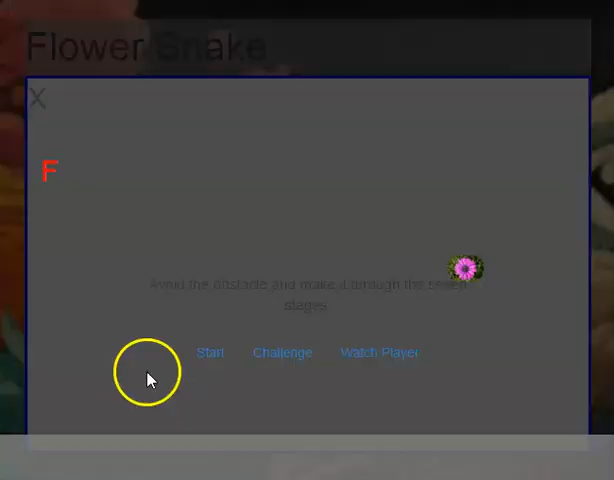 Flower Snake
X
F
Avoid the obstacle and make it through the seven
stages
Start Challenge Watch Player